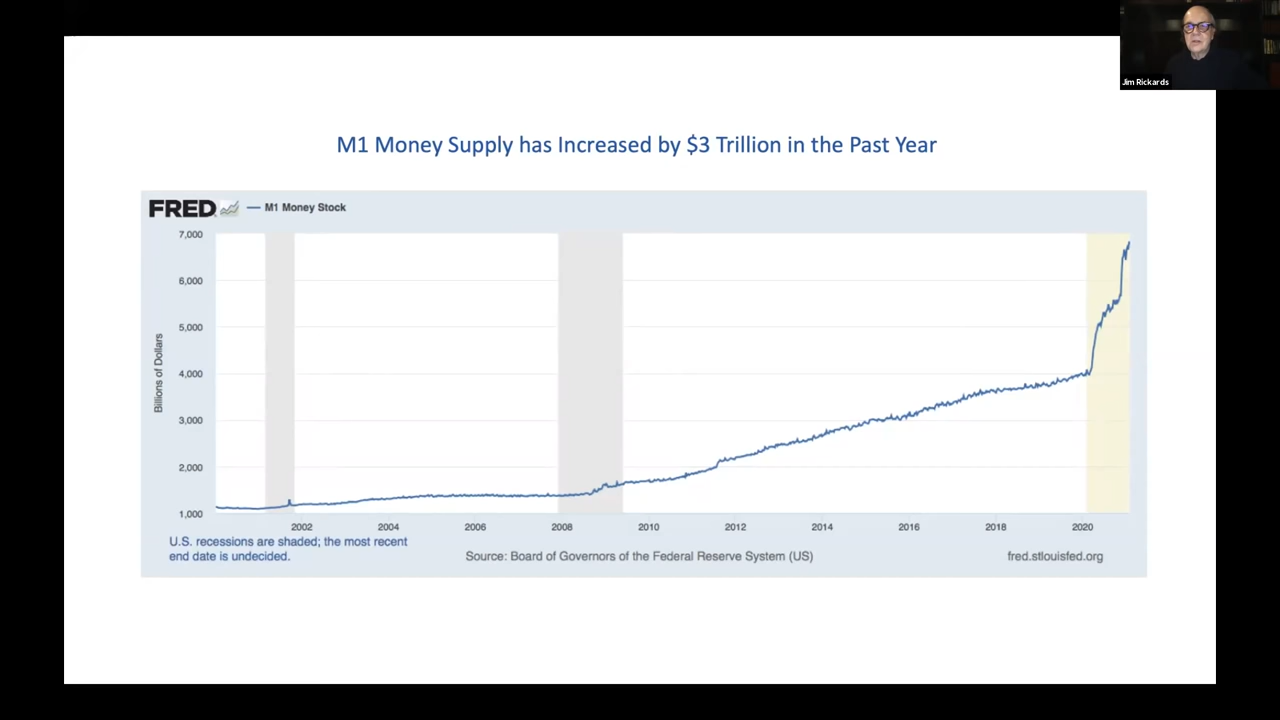 Jim Rickards
M1 Money Supply has Increased by $3 Trillion in the Past Year
FRED
M1 Money Stock
7,000
6,000
5,000
4,000
3,000
2,000
1,000
Billions of Dollars
2002
2004
2006
2008
2010
2012
2014
2016
2018
2020
U.S. recessions are shaded; the most recent
end date is undecided.
Source: Board of Governors of the Federal Reserve System (US)
fred.stlouisfed.org